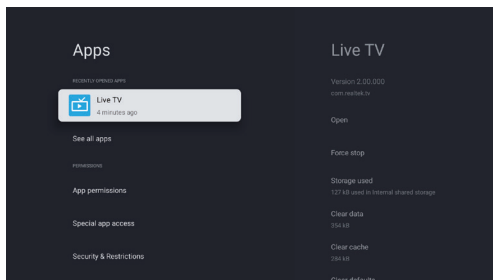 Apps
RECENTLY OPENED APPS
Live TV
4 minutes ago
See all apps
PERMISSIONS
App permissions
Special app access
Security & Restrictions
Live TV
Version 2.00.000
com.realtek.tv
Open
Force stop
Storage used
127 kB used in Internal shared storage
Clear data
354 kB
Clear cache
284 kB
Clear defaults